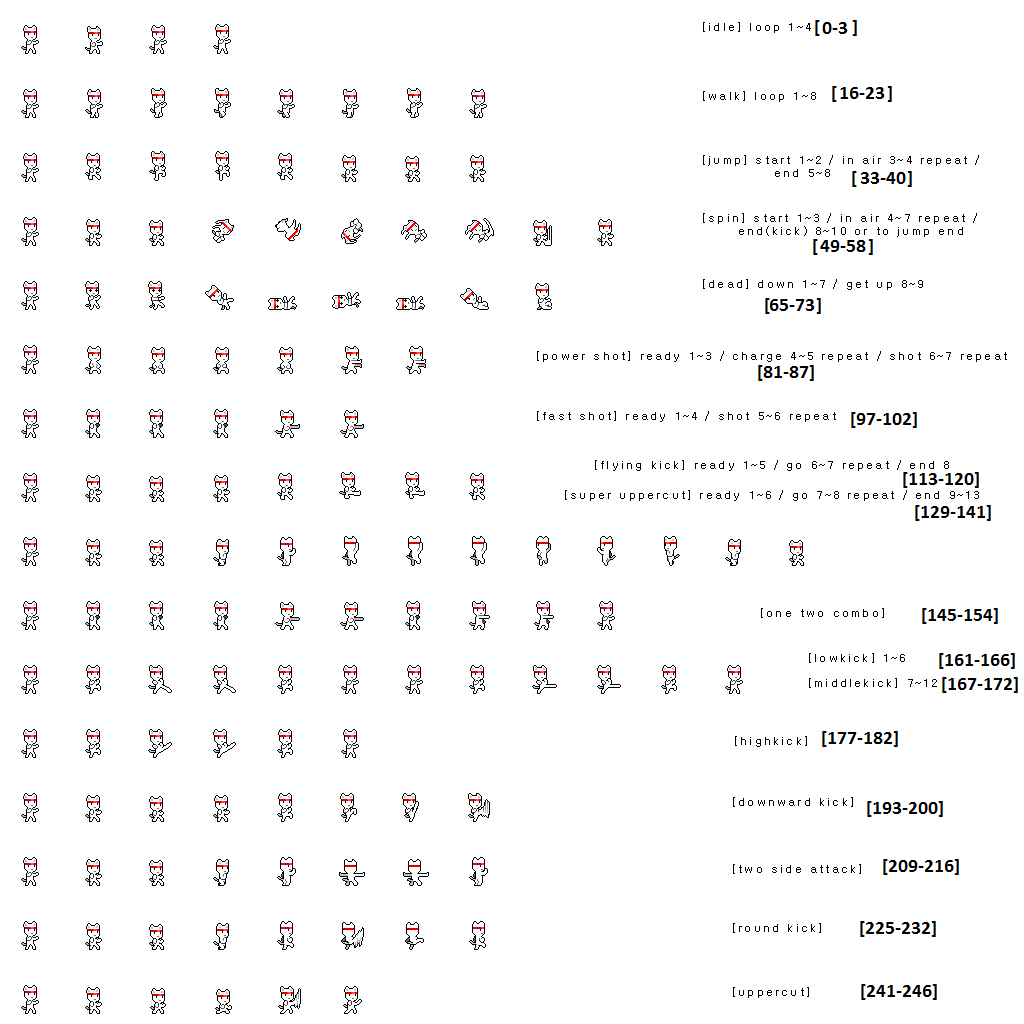 [idle] loop 1~4 [0-3 ]
[walk] loop 1~8 [ 16-23]
[jump] start 1~2 / in air 3~4 repeat /
end 5~8 [ 33-40]
[spin] start 1~3 / in air 4~7 repeat /
end(kick) 8~10 or to jump end
[49-58]
[dead] down 1~7 / get up 8~9
[65-73]
[power shot] ready 1~3 / charge 4~5 repeat / shot 6~7 repeat
[81-87]
[fast shot] ready 1~4 / shot 5~6 repeat [97-102]
[flying kick] ready 1~5 / go 6~7 repeat / end 8
[113-120]
[super uppercut] ready 1~6 / go 7~8 repeat / end 9~13
[129-141]
[one two combo] [145-154]
[lowkick] 1~6 [161-166]
[middlekick] 7~12 [167-172]
[highkick] [177-182]
[downward kick] [193-200]
[two side attack] [209-216]
[round kick] [225-232]
[uppercut] [241-246]